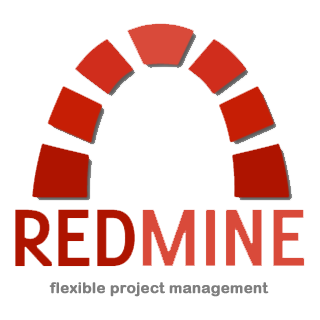 REDMINE
flexible project management